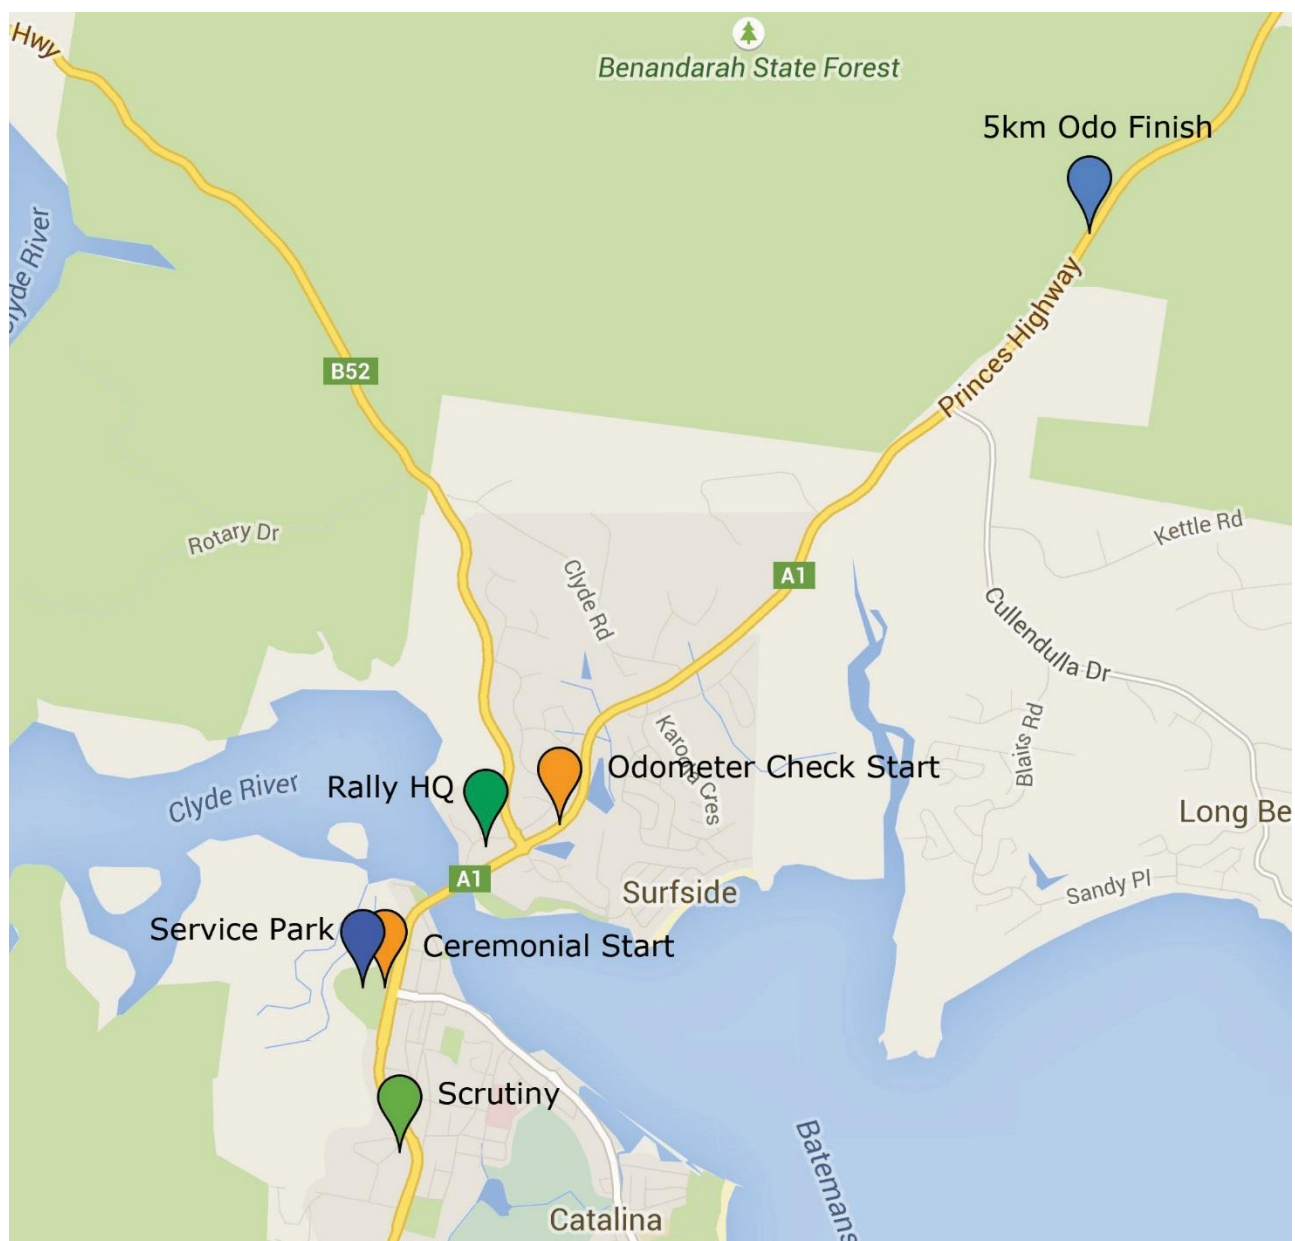 Hwy
Benandarah State Forest
5km Odo Finish
Clyde River
Princes Highway
B52
Rotary Dr
Clyde Rd
A1
Kettle Rd
Cullendulla Dr
Blairs Rd
Karoola Cres
Odometer Check Start
Rally HQ
Clyde River
Long Be
A1
Surfside
Sandy Pl
Service Park
Ceremonial Start
Scrutiny
Batemans
Catalina